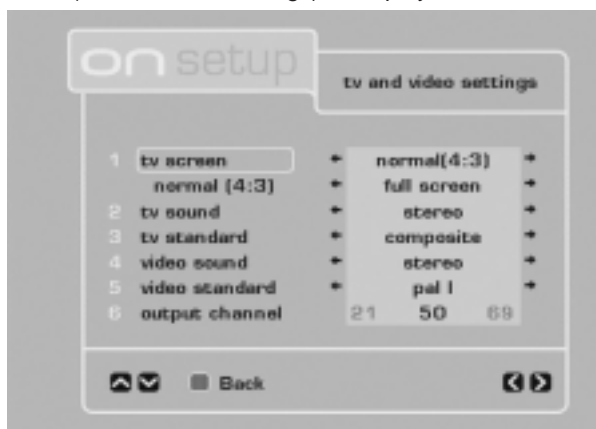 on setup
tv and video settings
1 tv screen normal(4:3)
normal (4:3) full screen
2 tv sound stereo
3 tv standard composite
4 video sound stereo
5 video standard pal I
6 output channel 21 50 69
Back